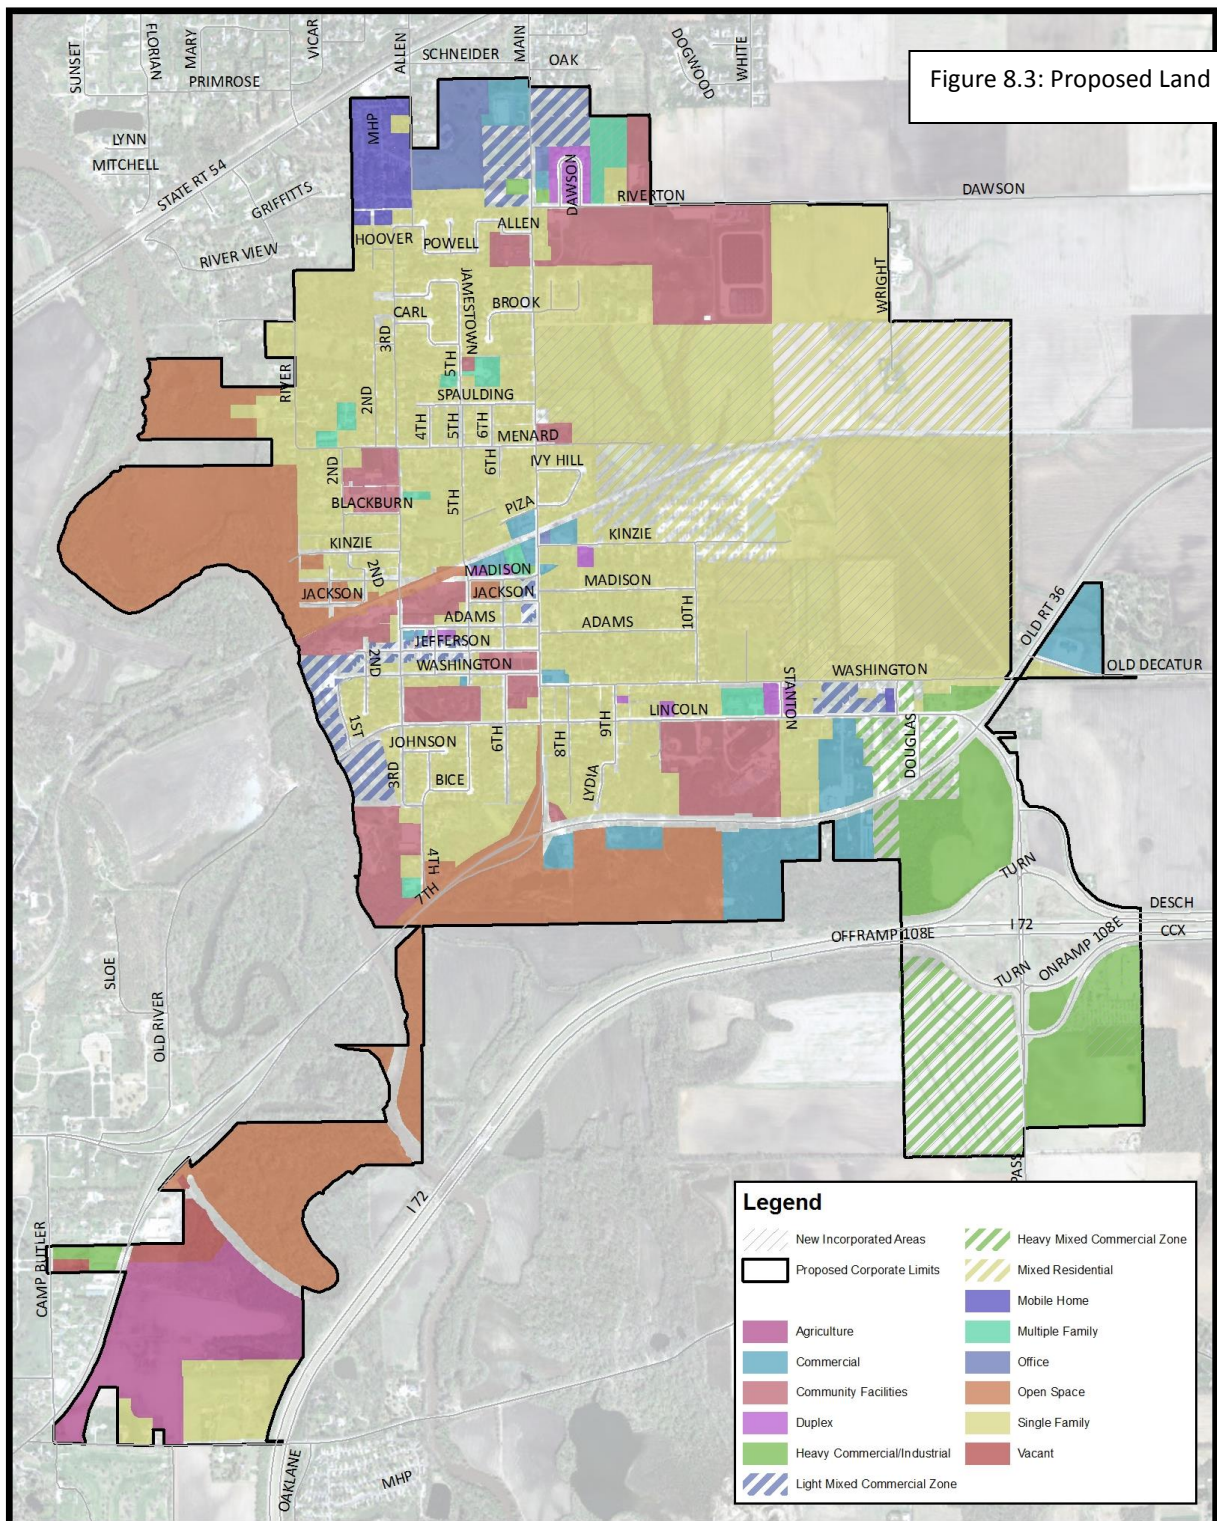 Figure 8.3: Proposed Land
SUNSET
FLORIAN
MARY
VICAR
ALLEN
SCHNEIDER
MAIN
OAK
DOGWOOD
WHITE
PRIMROSE
MHP
LYNN
MITCHELL
STATE RT 54
GRIFFITTS
RIVER VIEW
DAWSON
RIVERTON
DAWSON
HOOVER
POWELL
ALLEN
JAMESTOWN
WRIGHT
CARL
BROOK
3RD
5TH
RIVER
2ND
SPAULDING
4TH
5TH
6TH
MENARD
2ND
6TH
IVY HILL
BLACKBURN
5TH
PIZA
KINZIE
KINZIE
2ND
MADISON
MADISON
JACKSON
JACKSON
ADAMS
ADAMS
10TH
OLD RT 36
JEFFERSON
2ND
WASHINGTON
WASHINGTON
OLD DECATUR
STANTON
LINCOLN
1ST
JOHNSON
6TH
8TH
9TH
DOUGLAS
3RD
BICE
LYDIA
4TH
7TH
TURN
DESCH
I 72
CCX
OFFRAMP 108E
ONRAMP 108E
TURN
SLOE
OLD RIVER
PASS
I 72
CAMP BUTLER
OAKLANE
MHP
Legend
New Incorporated Areas
Proposed Corporate Limits
Agriculture
Commercial
Community Facilities
Duplex
Heavy Commercial/Industrial
Light Mixed Commercial Zone
Heavy Mixed Commercial Zone
Mixed Residential
Mobile Home
Multiple Family
Office
Open Space
Single Family
Vacant